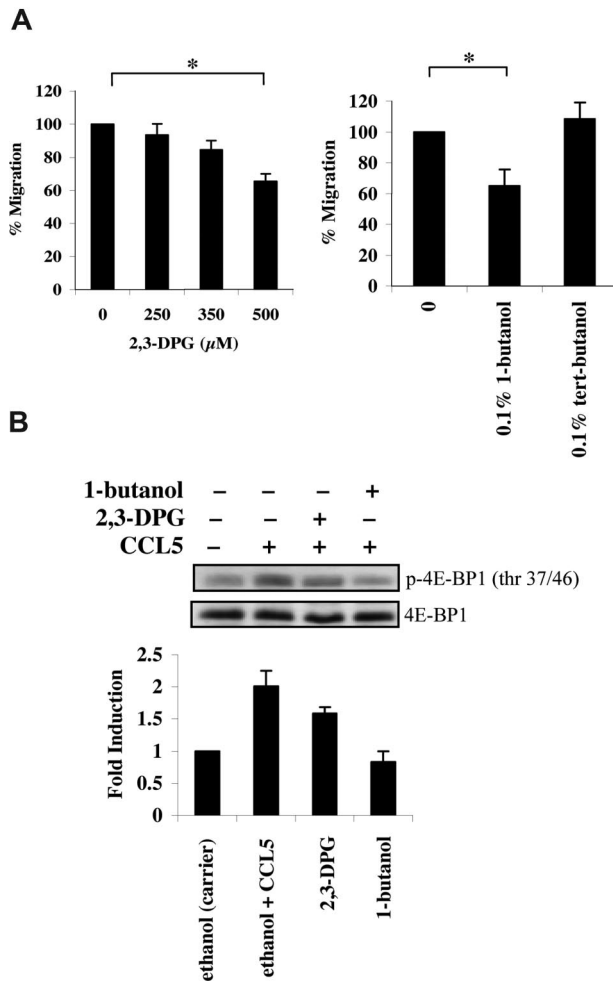 A
*
120
100
80
60
40
20
0
% Migration
0 250 350 500
2,3-DPG (µM)
*
120
100
80
60
40
20
0
% Migration
0
0.1% 1-butanol
0.1% tert-butanol
B
1-butanol – – – +
2,3-DPG – – + –
CCL5 – + + +
p-4E-BP1 (thr 37/46)
4E-BP1
2.5
2
1.5
1
0.5
0
Fold Induction
ethanol (carrier)
ethanol + CCL5
2,3-DPG
1-butanol